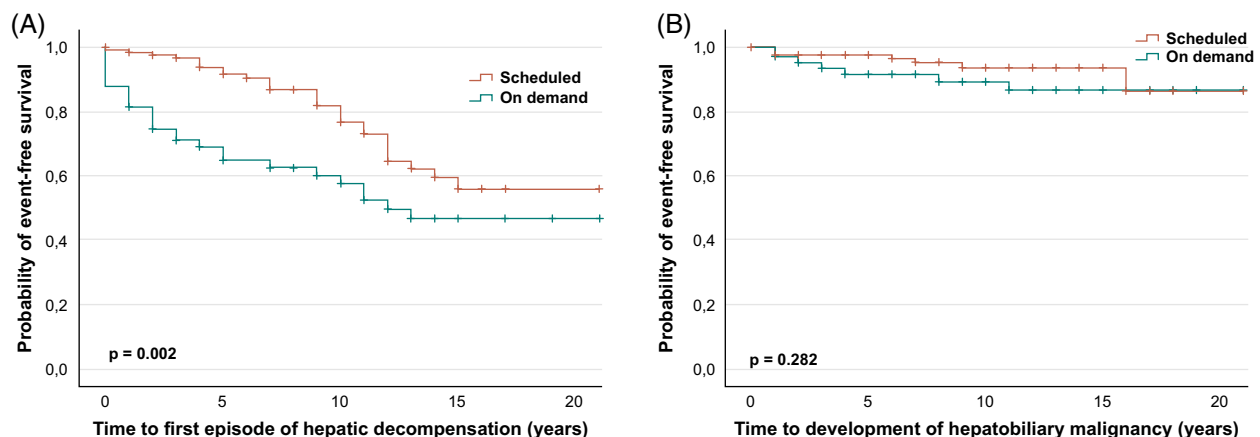 (A)
Probability of event-free survival
1,0
0,8
0,6
0,4
0,2
0,0
Scheduled
On demand
p = 0.002
0 5 10 15 20
Time to first episode of hepatic decompensation (years)
(B)
Probability of event-free survival
1,0
0,8
0,6
0,4
0,2
0,0
Scheduled
On demand
p = 0.282
0 5 10 15 20
Time to development of hepatobiliary malignancy (years)